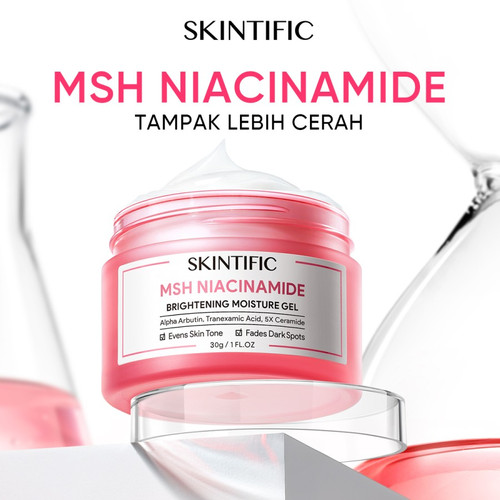 SKINTIFIC
MSH NIACINAMIDE
TAMPAK LEBIH CERAH
SKINTIFIC
MSH NIACINAMIDE
BRIGHTENING MOISTURE GEL
Alpha Arbutin, Tranexamic Acid, 5X Ceramide
Evens Skin Tone Fades Dark Spots
30g / 1 FL.OZ
SKINTIFIC